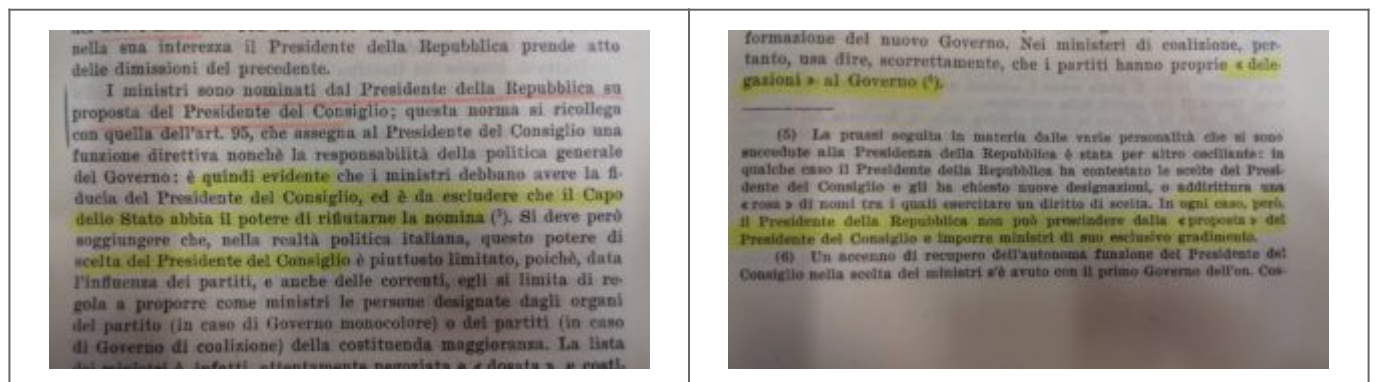 nella sua interezza il Presidente della Repubblica prende atto
delle dimissioni del precedente.
I ministri sono nominati dal Presidente della Repubblica su
proposta del Presidente del Consiglio; questa norma si ricollega
con quella dell'art. 95, che assegna al Presidente del Consiglio una
funzione direttiva nonchè la responsabilità della politica generale
del Governo: è quindi evidente che i ministri debbano avere la fi-
ducia del Presidente del Consiglio, ed è da escludere che il Capo
dello Stato abbia il potere di rifiutarne la nomina (⁵). Si deve però
soggiungere che, nella realtà politica italiana, questo potere di
scelta del Presidente del Consiglio è piuttosto limitato, poichè, data
l'influenza dei partiti, e anche delle correnti, egli si limita di re-
gola a proporre come ministri le persone designate dagli organi
del partito (in caso di Governo monocolore) o dei partiti (in caso
di Governo di coalizione) della costituenda maggioranza. La lista
dei ministri è, infatti, attentamente negoziata e « dosata », e costi-
formazione del nuovo Governo. Nei ministeri di coalizione, per-
tanto, usa dire, scorrettamente, che i partiti hanno proprie « dele-
gazioni » al Governo (⁶).
(5) La prassi seguita in materia dalle varie personalità che si sono
succedute alla Presidenza della Repubblica è stata per altro oscillante: in
qualche caso il Presidente della Repubblica ha contestato le scelte del Presi-
dente del Consiglio e gli ha chiesto nuove designazioni, o addirittura una
« rosa » di nomi tra i quali esercitare un diritto di scelta. In ogni caso, però,
il Presidente della Repubblica non può prescindere dalla « proposta » del
Presidente del Consiglio e imporre ministri di suo esclusivo gradimento.
(6) Un accenno di recupero dell'autonoma funzione del Presidente del
Consiglio nella scelta dei ministri s'è avuto con il primo Governo dell'on. Cos-